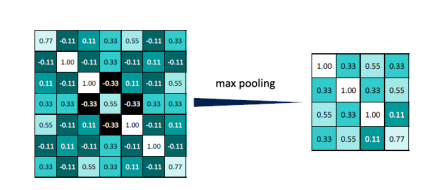 0.77 -0.11 0.11 0.33 0.55 -0.11 0.33
-0.11 1.00 -0.11 0.33 -0.11 0.11 -0.11
0.11 -0.11 1.00 -0.33 0.11 -0.11 0.55
0.33 0.33 -0.33 0.55 -0.33 0.33 0.33
0.55 -0.11 0.11 -0.33 1.00 -0.11 0.11
-0.11 0.11 -0.11 0.33 -0.11 1.00 -0.11
0.33 -0.11 0.55 0.33 0.11 -0.11 0.77
max pooling
1.00 0.33 0.55 0.33
0.33 1.00 0.33 0.55
0.55 0.33 1.00 0.11
0.33 0.55 0.11 0.77